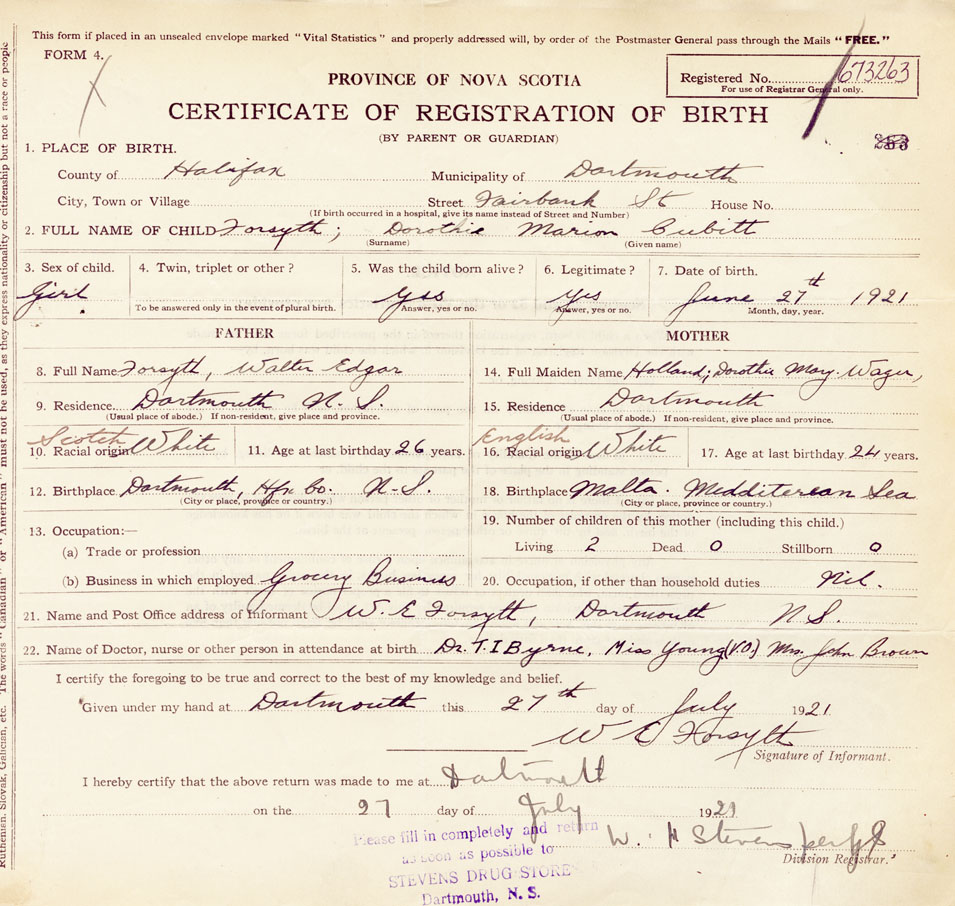 This form if placed in an unsealed envelope marked "Vital Statistics" and properly addressed will, by order of the Postmaster General pass through the Mails "FREE."
FORM 4.
Registered No. 673263
For use of Registrar General only.
PROVINCE OF NOVA SCOTIA
CERTIFICATE OF REGISTRATION OF BIRTH
(BY PARENT OR GUARDIAN)
1. PLACE OF BIRTH.
County of Halifax Municipality of Dartmouth
City, Town or Village Street Fairbank St House No.
(If birth occurred in a hospital, give its name instead of Street and Number)
2. FULL NAME OF CHILD Forsyth; Dorothie Marion Cubitt
(Surname) (Given name)
3. Sex of child. 4. Twin, triplet or other? 5. Was the child born alive? 6. Legitimate? 7. Date of birth.
Girl Yes Yes June 27th 1921
To be answered only in the event of plural birth. Answer, yes or no. Answer, yes or no. Month, day, year.
FATHER
8. Full Name Forsyth, Walter Edgar
9. Residence. Dartmouth N. S.
(Usual place of abode.) If non-resident, give place and province.
Scotch
10. Racial origin White 11. Age at last birthday 26 years.
12. Birthplace Dartmouth, Hfx Co. N-S.
(City or place, province or country.)
13. Occupation:—
(a) Trade or profession
(b) Business in which employed Grocery Business
MOTHER
14. Full Maiden Name Holland; Dorothie May Wager,
15. Residence Dartmouth
(Usual place of abode.) If non-resident, give place and province.
English
16. Racial origin White 17. Age at last birthday 24 years.
18. Birthplace Malta. Medditerean Sea
(City or place, province or country.)
19. Number of children of this mother (including this child.)
Living 2 Dead 0 Stillborn 0
20. Occupation, if other than household duties Nil.
21. Name and Post Office address of Informant W. E Forsyth, Dartmouth N. S.
22. Name of Doctor, nurse or other person in attendance at birth Dr. T. I Byrne, Miss Young (V.O.) Mrs. John Brown
I certify the foregoing to be true and correct to the best of my knowledge and belief.
Given under my hand at Dartmouth this 27th day of July 1921
W E Forsyth
Signature of Informant.
I hereby certify that the above return was made to me at Dartmouth
on the 27 day of July 1921
W. H Stevens
Division Registrar.
Please fill in completely and return
as soon as possible to
STEVENS DRUG STORE
Dartmouth, N. S.
Ruthenian, Slovak, Galician, etc. The words "Canadian" or "American" must not be used, as they express nationality or citizenship but not a race or people